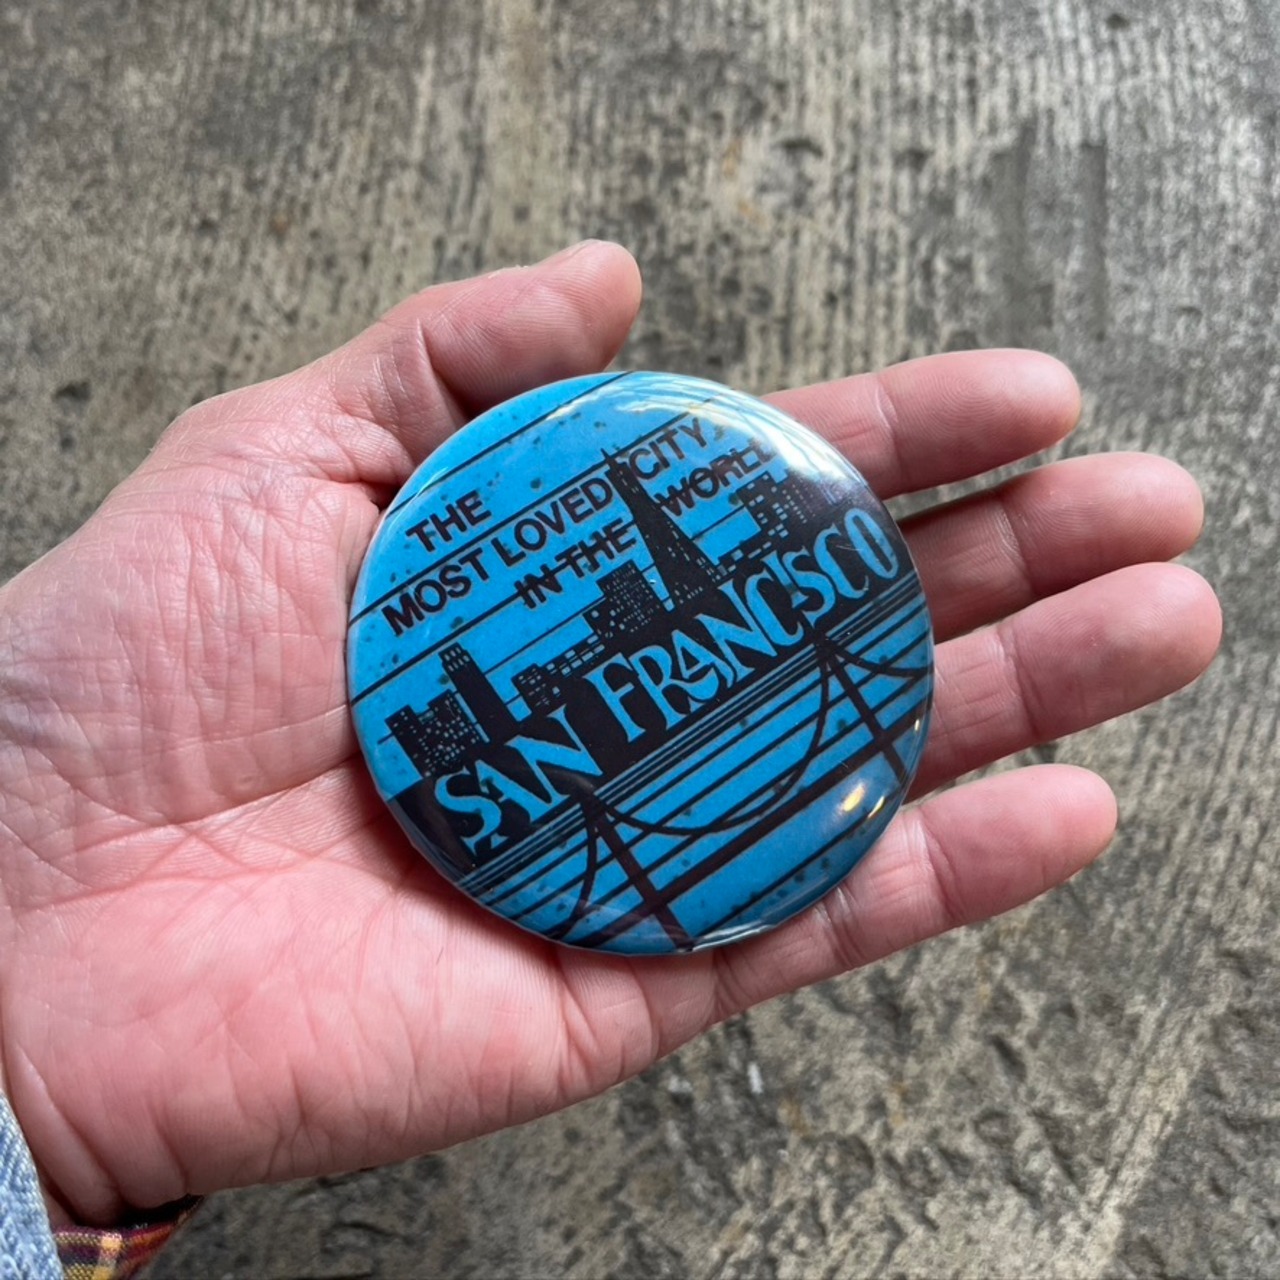 THE
MOST LOVED CITY
IN THE WORLD
SAN FRANCISCO